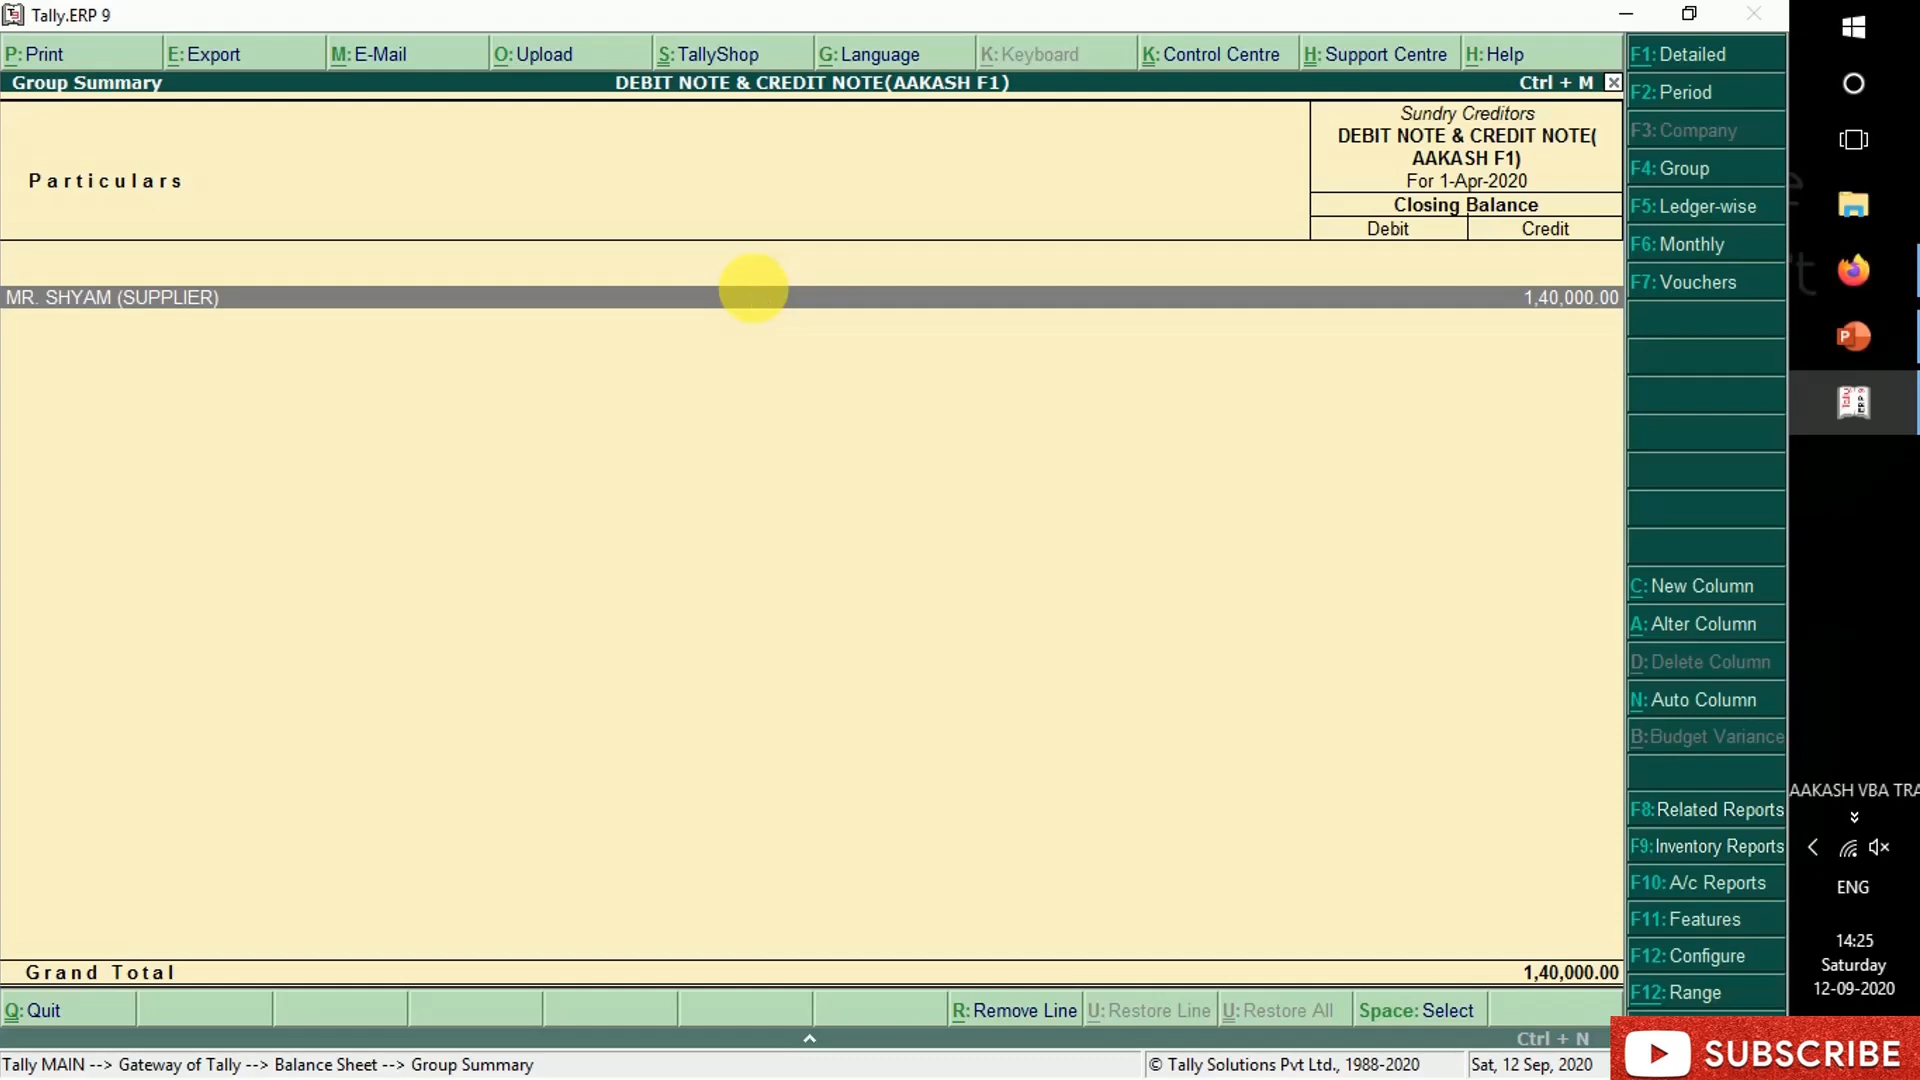 Tally.ERP 9
P: Print E: Export M: E-Mail O: Upload S: TallyShop G: Language K: Keyboard K: Control Centre H: Support Centre H: Help
Group Summary DEBIT NOTE & CREDIT NOTE(AAKASH F1) Ctrl + M
Particulars
Sundry Creditors
DEBIT NOTE & CREDIT NOTE(
AAKASH F1)
For 1-Apr-2020
Closing Balance
Debit Credit
MR. SHYAM (SUPPLIER) 1,40,000.00
Grand Total 1,40,000.00
Q: Quit R: Remove Line U: Restore Line U: Restore All Space: Select
Ctrl + N
Tally MAIN --> Gateway of Tally --> Balance Sheet --> Group Summary © Tally Solutions Pvt Ltd., 1988-2020 Sat, 12 Sep, 2020
F1: Detailed
F2: Period
F3: Company
F4: Group
F5: Ledger-wise
F6: Monthly
F7: Vouchers
C: New Column
A: Alter Column
D: Delete Column
N: Auto Column
B: Budget Variance
F8: Related Reports
F9: Inventory Reports
F10: A/c Reports
F11: Features
F12: Configure
F12: Range
AAKASH VBA TRA
ENG
14:25
Saturday
12-09-2020
SUBSCRIBE